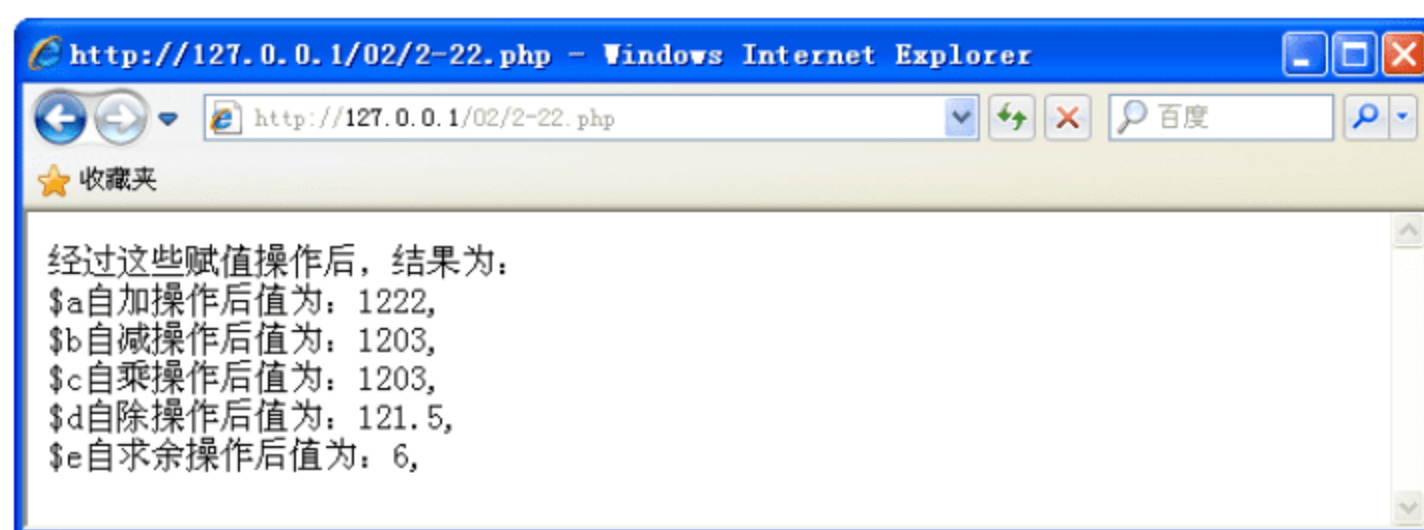 http://127.0.0.1/02/2-22.php - Windows Internet Explorer
http://127.0.0.1/02/2-22.php
百度
收藏夹
经过这些赋值操作后，结果为：
$a自加操作后值为：1222,
$b自减操作后值为：1203,
$c自乘操作后值为：1203,
$d自除操作后值为：121.5,
$e自求余操作后值为：6,